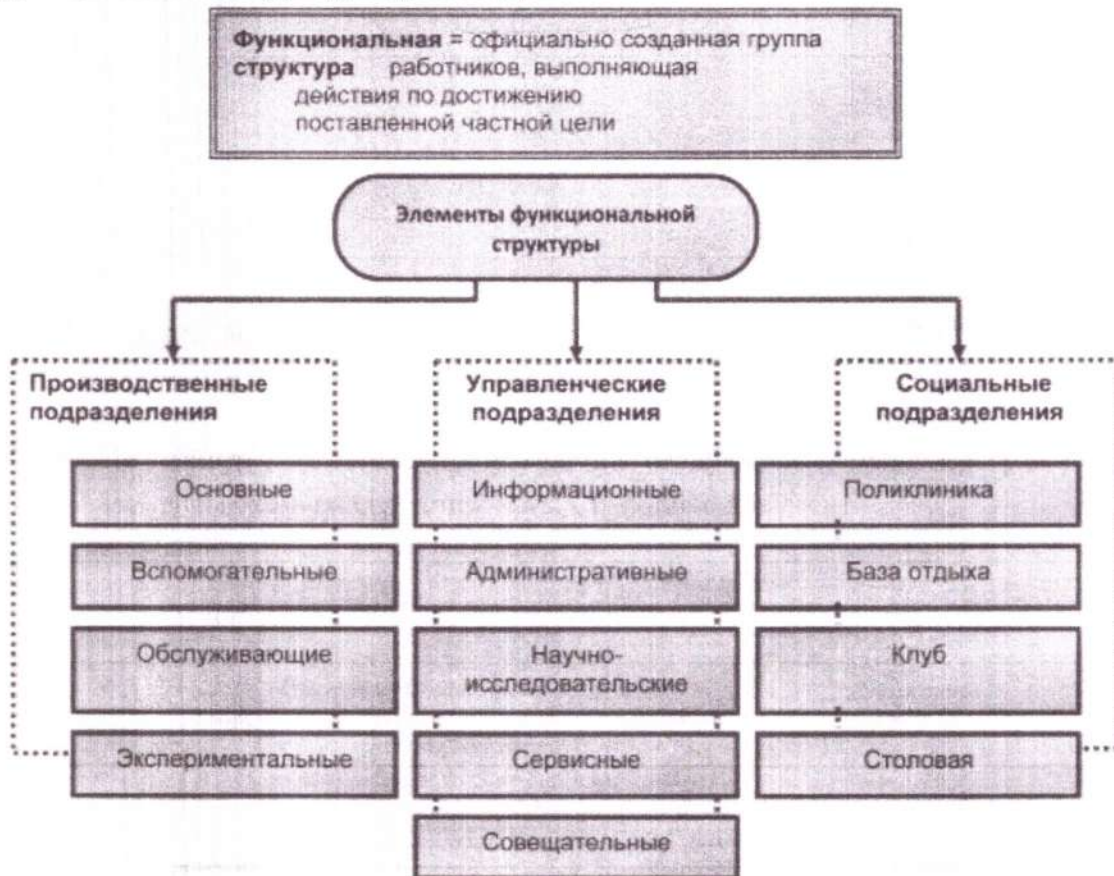 Функциональная = официально созданная группа
структура работников, выполняющая
действия по достижению
поставленной частной цели
Элементы функциональной
структуры
Производственные
подразделения
Основные
Вспомогательные
Обслуживающие
Экспериментальные
Управленческие
подразделения
Информационные
Административные
Научно-
исследовательские
Сервисные
Совещательные
Социальные
подразделения
Поликлиника
База отдыха
Клуб
Столовая